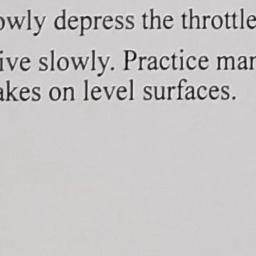 owly depress the throttle
ive slowly. Practice mar
akes on level surfaces.